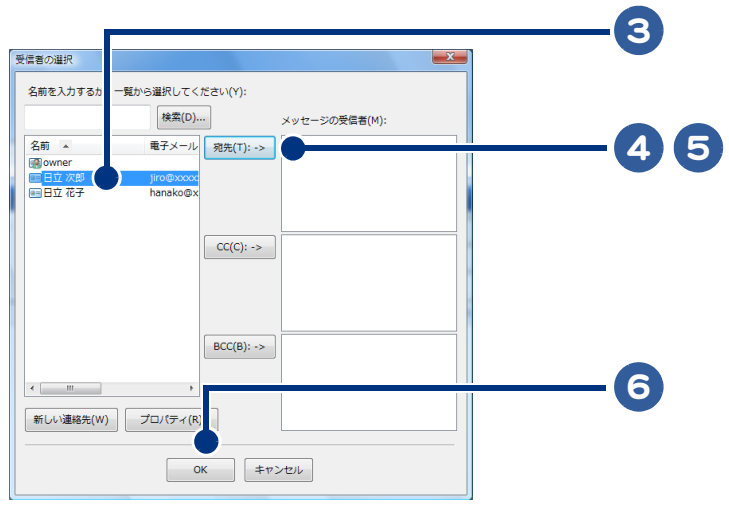 3
受信者の選択
名前を入力するか 一覧から選択してください(Y):
検索(D)...
メッセージの受信者(M):
名前 電子メール
宛先(T): ->
4 5
owner
日立 次郎 jiro@xxxx
日立 花子 hanako@x
CC(C): ->
BCC(B): ->
6
新しい連絡先(W) プロパティ(R)
OK キャンセル